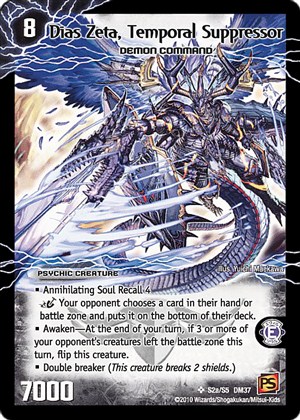 8 Dias Zeta, Temporal Suppressor
DEMON COMMAND
PSYCHIC CREATURE
• Annihilating Soul Recall 4
Your opponent chooses a card in their hand or
battle zone and puts it on the bottom of their deck.
• Awaken—At the end of your turn, if 3 or more of
your opponent's creatures left the battle zone this
turn, flip this creature.
• Double breaker (This creature breaks 2 shields.)
7000
S2a/S5 DM37
PS
©2010 Wizards/Shogakukan/Mitsui-Kids